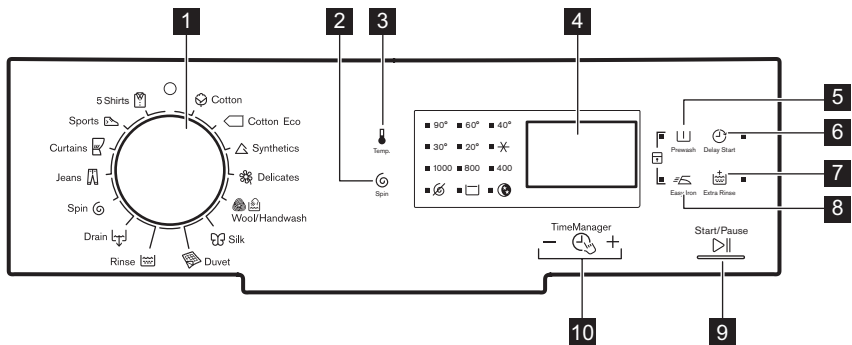 1
2
3
4
5
6
7
8
9
10
5 Shirts
Cotton
Sports
Cotton Eco
Curtains
Synthetics
Jeans
Delicates
Spin
Wool/Handwash
Drain
Silk
Rinse
Duvet
Temp.
Spin
90° 60° 40°
30° 20°
1000 800 400
TimeManager
− +
Prewash Delay Start
Easy Iron Extra Rinse
Start/Pause